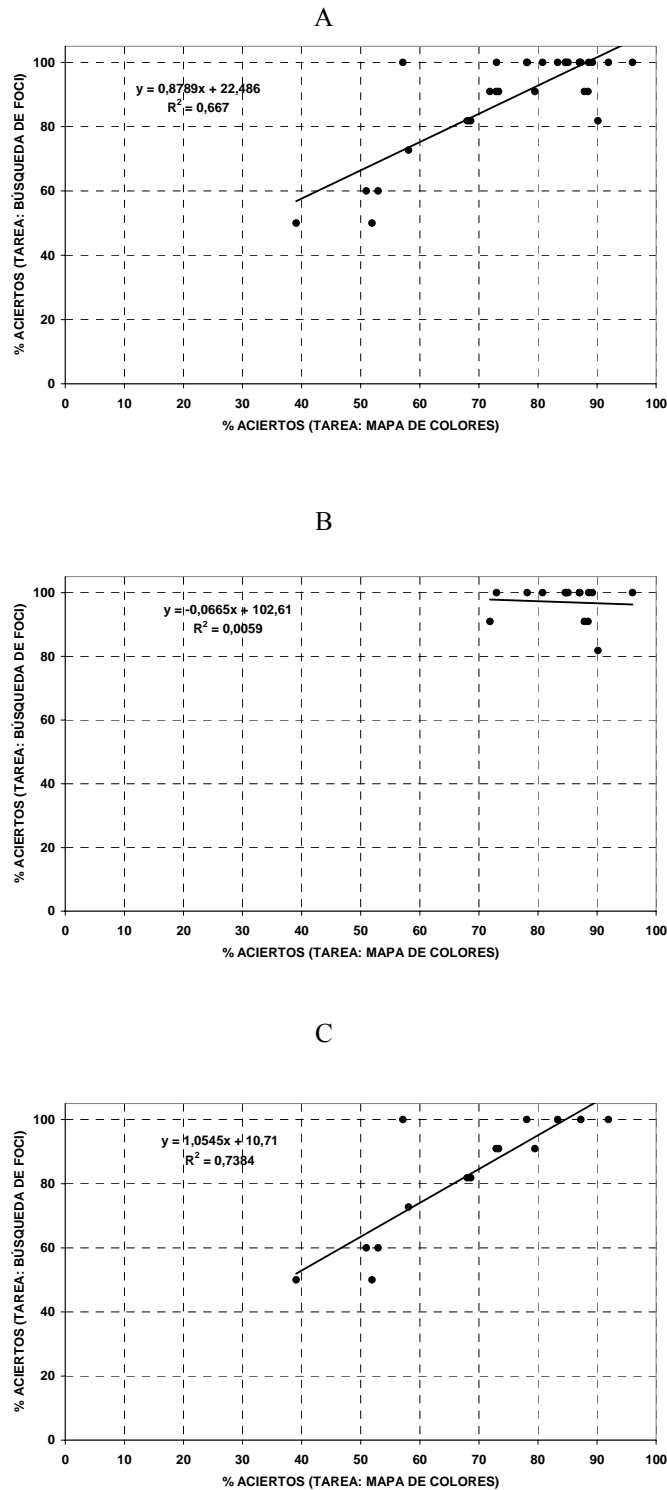 A
% ACIERTOS (TAREA: BÚSQUEDA DE FOCI)
100
80
60
40
20
0
y = 0,8789x + 22,486
R2 = 0,667
0 10 20 30 40 50 60 70 80 90 100
% ACIERTOS (TAREA: MAPA DE COLORES)
B
% ACIERTOS (TAREA: BÚSQUEDA DE FOCI)
100
80
60
40
20
0
y = -0,0665x + 102,61
R2 = 0,0059
0 10 20 30 40 50 60 70 80 90 100
% ACIERTOS (TAREA: MAPA DE COLORES)
C
% ACIERTOS (TAREA: BÚSQUEDA DE FOCI)
100
80
60
40
20
0
y = 1,0545x + 10,71
R2 = 0,7384
0 10 20 30 40 50 60 70 80 90 100
% ACIERTOS (TAREA: MAPA DE COLORES)